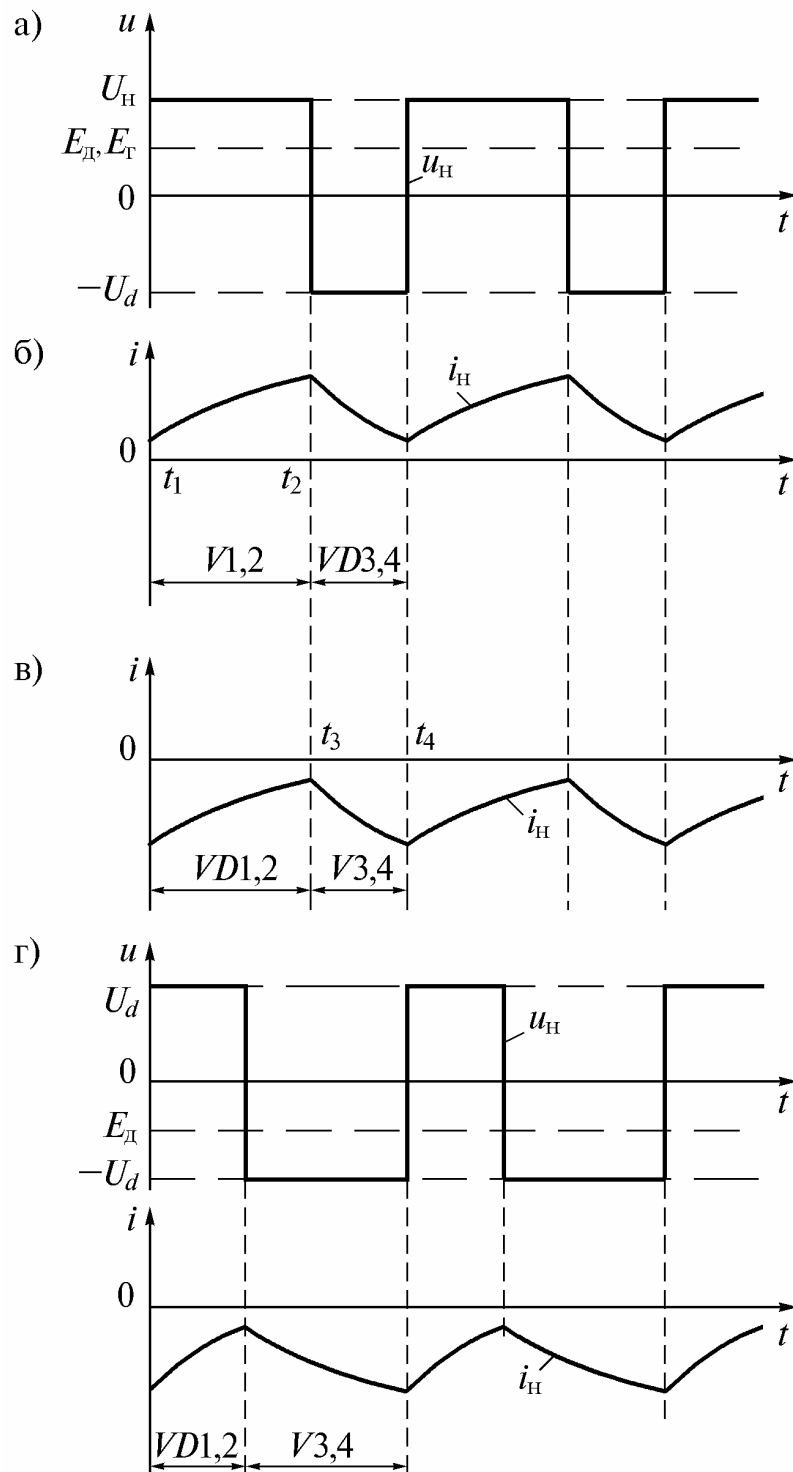 а)
u
U_н
E_д, E_г
u_н
0
t
−U_d
б)
i
i_н
0
t_1
t_2
t
V1,2
VD3,4
в)
i
t_3
t_4
0
t
i_н
VD1,2
V3,4
г)
u
U_d
u_н
0
t
E_д
−U_d
i
0
t
i_н
VD1,2
V3,4